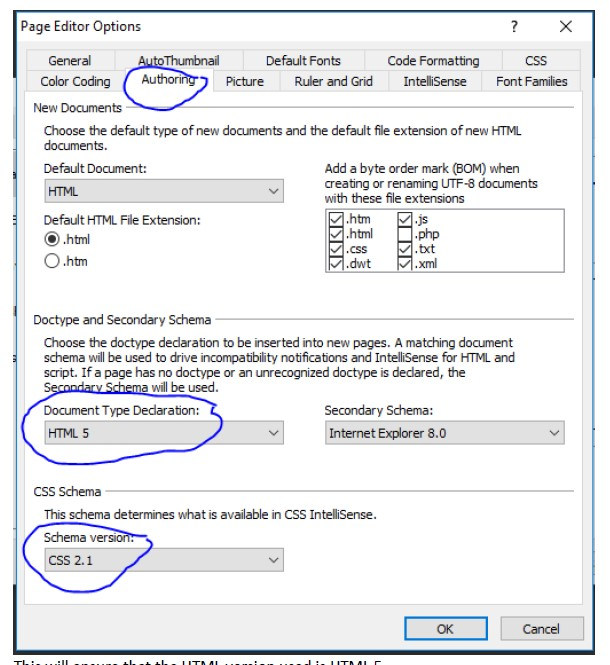 Page Editor Options ? X
General AutoThumbnail Default Fonts Code Formatting CSS
Color Coding Authoring Picture Ruler and Grid IntelliSense Font Families
New Documents
Choose the default type of new documents and the default file extension of new HTML
documents.
Default Document:
HTML
Default HTML File Extension:
.html
.htm
Add a byte order mark (BOM) when
creating or renaming UTF-8 documents
with these file extensions
.htm .js
.html .php
.css .txt
.dwt .xml
Doctype and Secondary Schema
Choose the doctype declaration to be inserted into new pages. A matching document
schema will be used to drive incompatibility notifications and IntelliSense for HTML and
script. If a page has no doctype or an unrecognized doctype is declared, the
Secondary Schema will be used.
Document Type Declaration: Secondary Schema:
HTML 5 Internet Explorer 8.0
CSS Schema
This schema determines what is available in CSS IntelliSense.
Schema version:
CSS 2.1
OK Cancel
This will ensure that the HTML version used is HTML 5